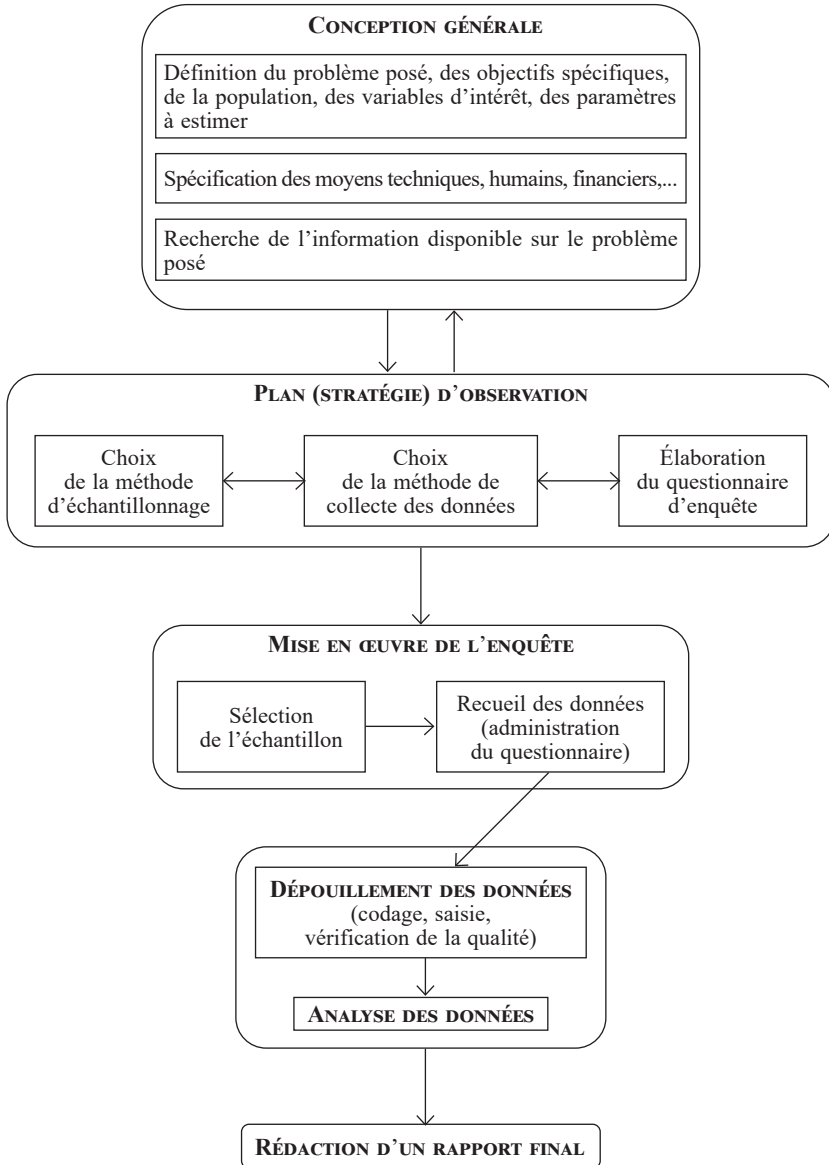 CONCEPTION GÉNÉRALE
Définition du problème posé, des objectifs spécifiques,
de la population, des variables d’intérêt, des paramètres
à estimer
Spécification des moyens techniques, humains, financiers,...
Recherche de l’information disponible sur le problème
posé
PLAN (STRATÉGIE) D’OBSERVATION
Choix
de la méthode
d’échantillonnage
Choix
de la méthode de
collecte des données
Élaboration
du questionnaire
d’enquête
MISE EN ŒUVRE DE L’ENQUÊTE
Sélection
de l’échantillon
Recueil des données
(administration
du questionnaire)
DÉPOUILLEMENT DES DONNÉES
(codage, saisie,
vérification de la qualité)
ANALYSE DES DONNÉES
RÉDACTION D’UN RAPPORT FINAL